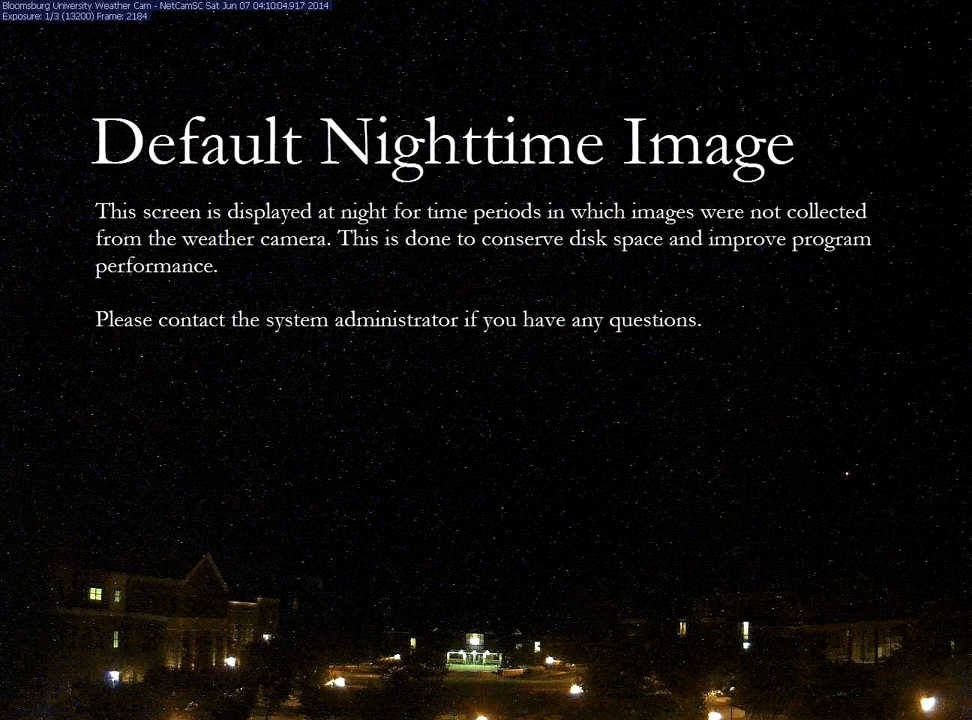 Bloomsburg University Weather Cam - NetCamSC Sat Jun 07 04:10:04.917 2014
Exposure: 1/3 (13200) Frame: 2184
Default Nighttime Image
This screen is displayed at night for time periods in which images were not collected
from the weather camera. This is done to conserve disk space and improve program
performance.
Please contact the system administrator if you have any questions.